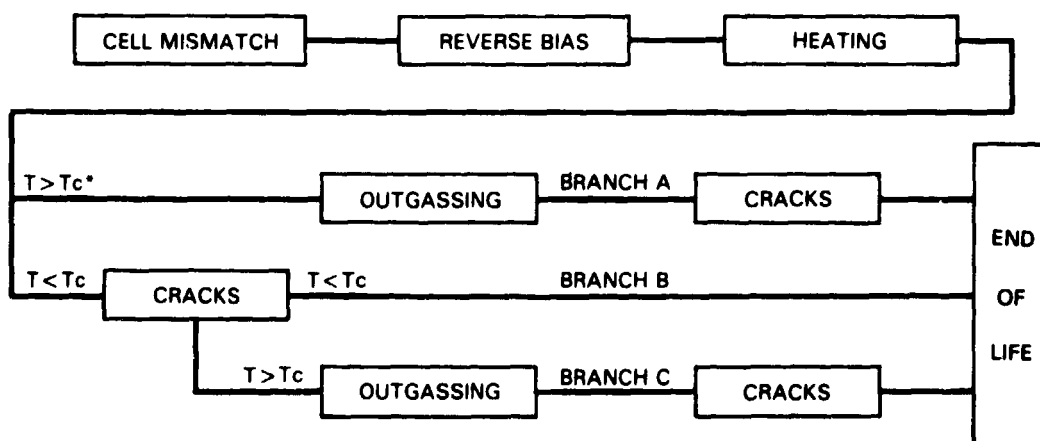 CELL MISMATCH
REVERSE BIAS
HEATING
T > Tc*
OUTGASSING
BRANCH A
CRACKS
T < Tc
CRACKS
T < Tc
BRANCH B
T > Tc
OUTGASSING
BRANCH C
CRACKS
END
OF
LIFE